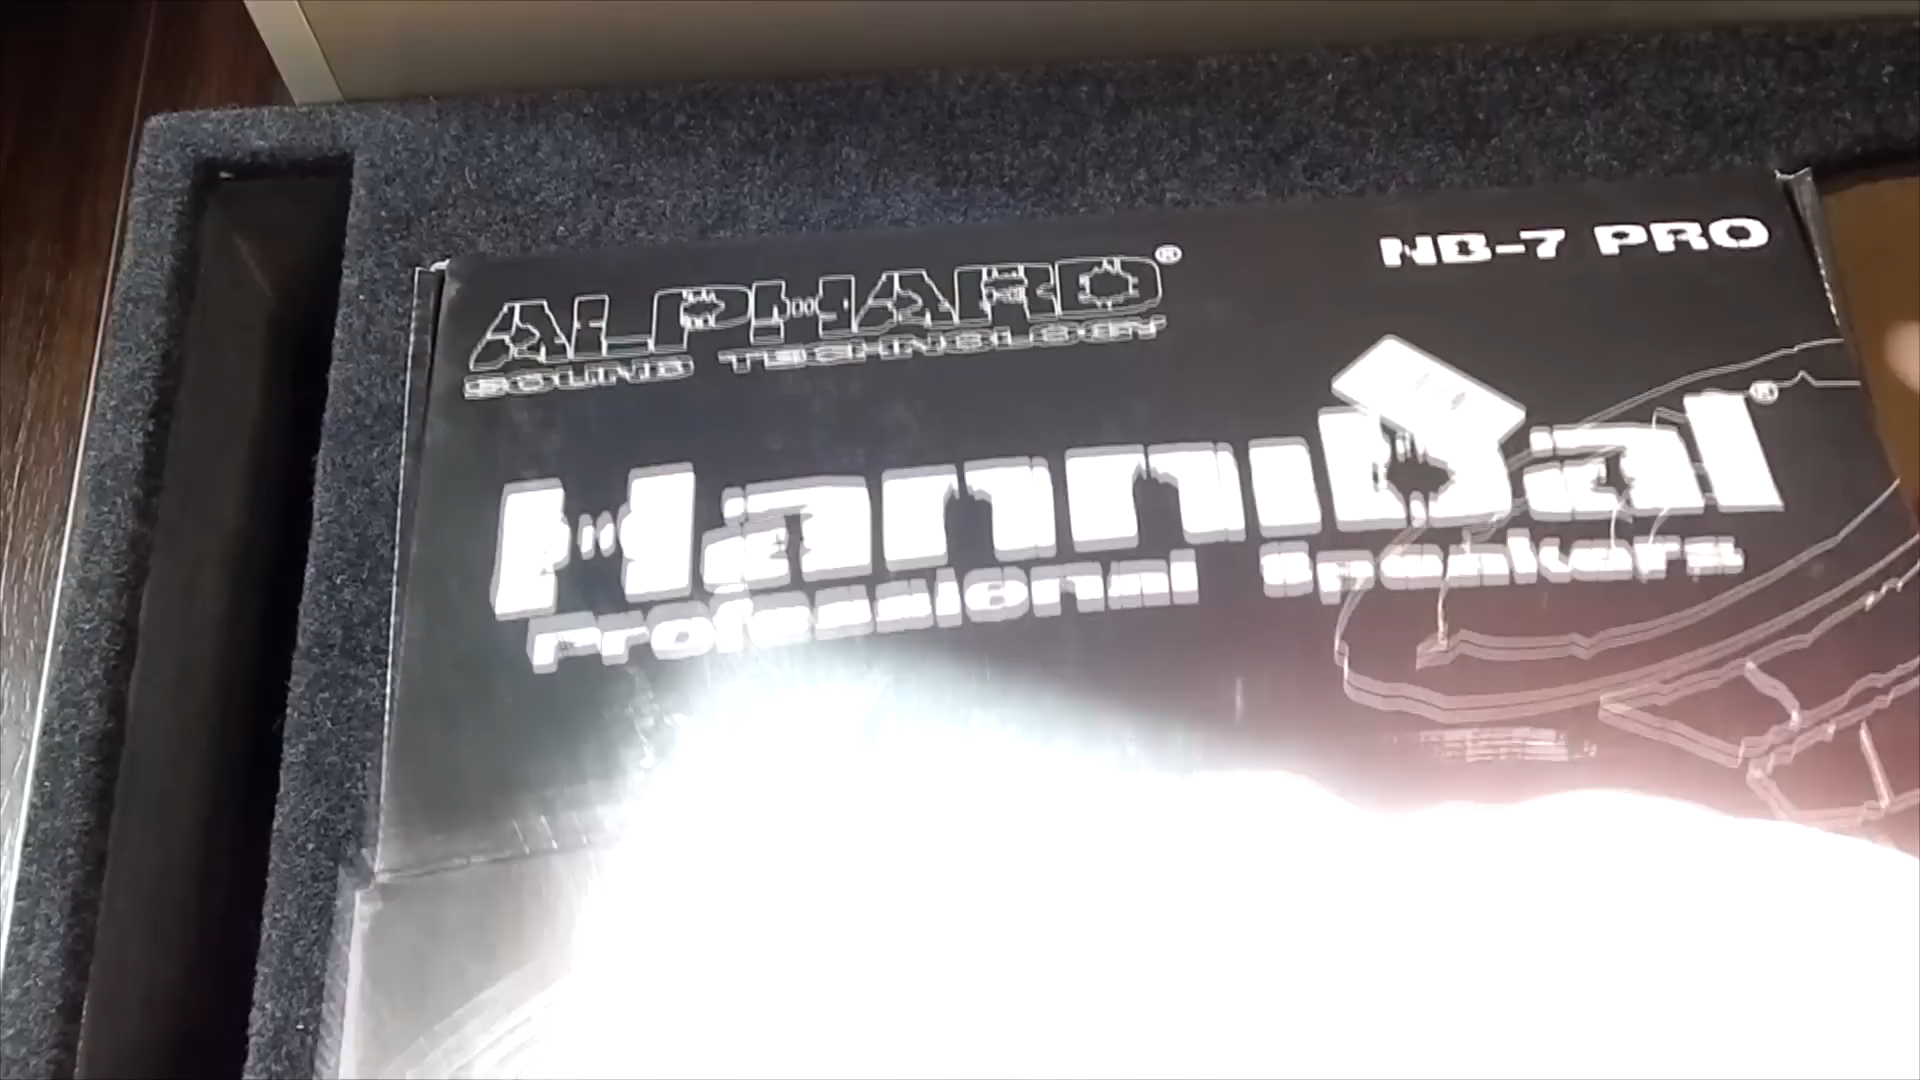 ALPHARD®
SOUND TECHNOLOGY
NB-7 PRO
Hannibal®
Professional Speakers